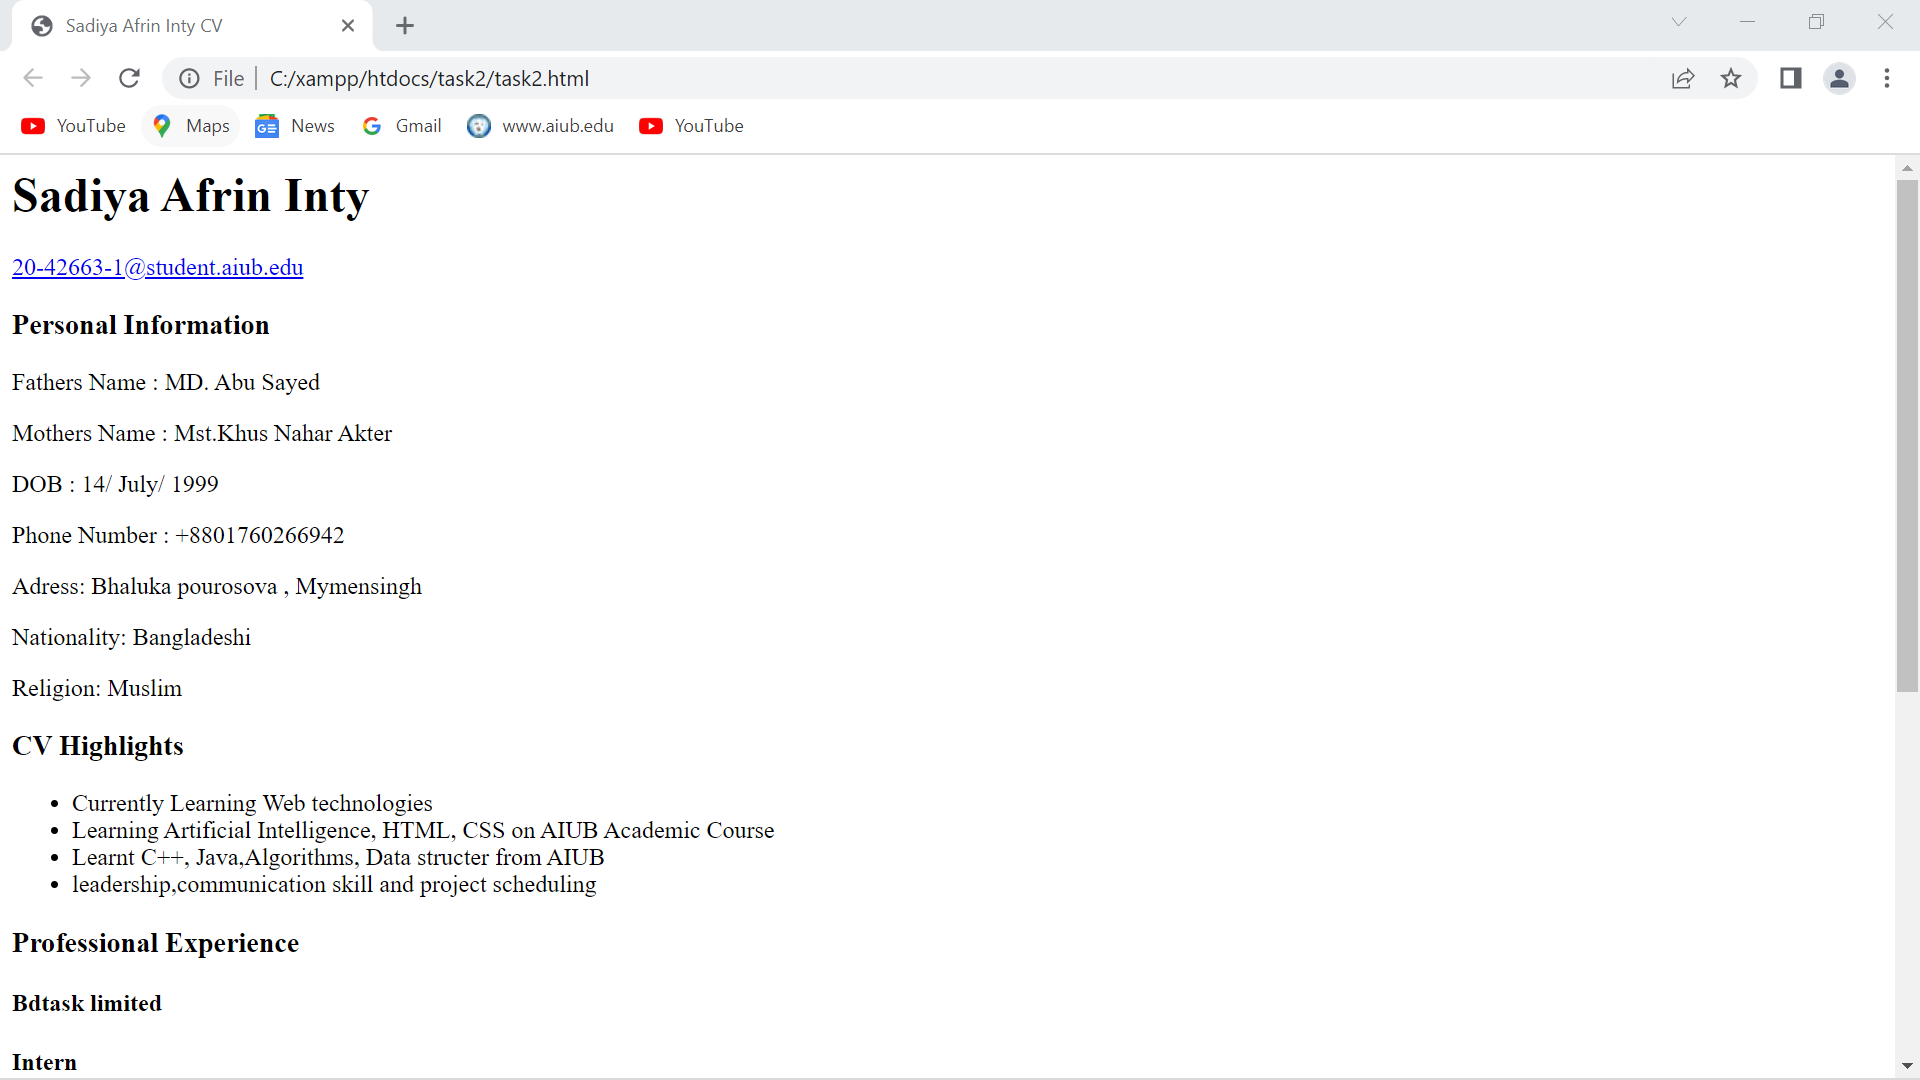 Sadiya Afrin Inty CV
File
C:/xampp/htdocs/task2/task2.html
YouTube
Maps
News
Gmail
www.aiub.edu
YouTube
Sadiya Afrin Inty
20-42663-1@student.aiub.edu
Personal Information
Fathers Name : MD. Abu Sayed
Mothers Name : Mst.Khus Nahar Akter
DOB : 14/ July/ 1999
Phone Number : +8801760266942
Adress: Bhaluka pourosova , Mymensingh
Nationality: Bangladeshi
Religion: Muslim
CV Highlights
• Currently Learning Web technologies
• Learning Artificial Intelligence, HTML, CSS on AIUB Academic Course
• Learnt C++, Java,Algorithms, Data structer from AIUB
• leadership,communication skill and project scheduling
Professional Experience
Bdtask limited
Intern